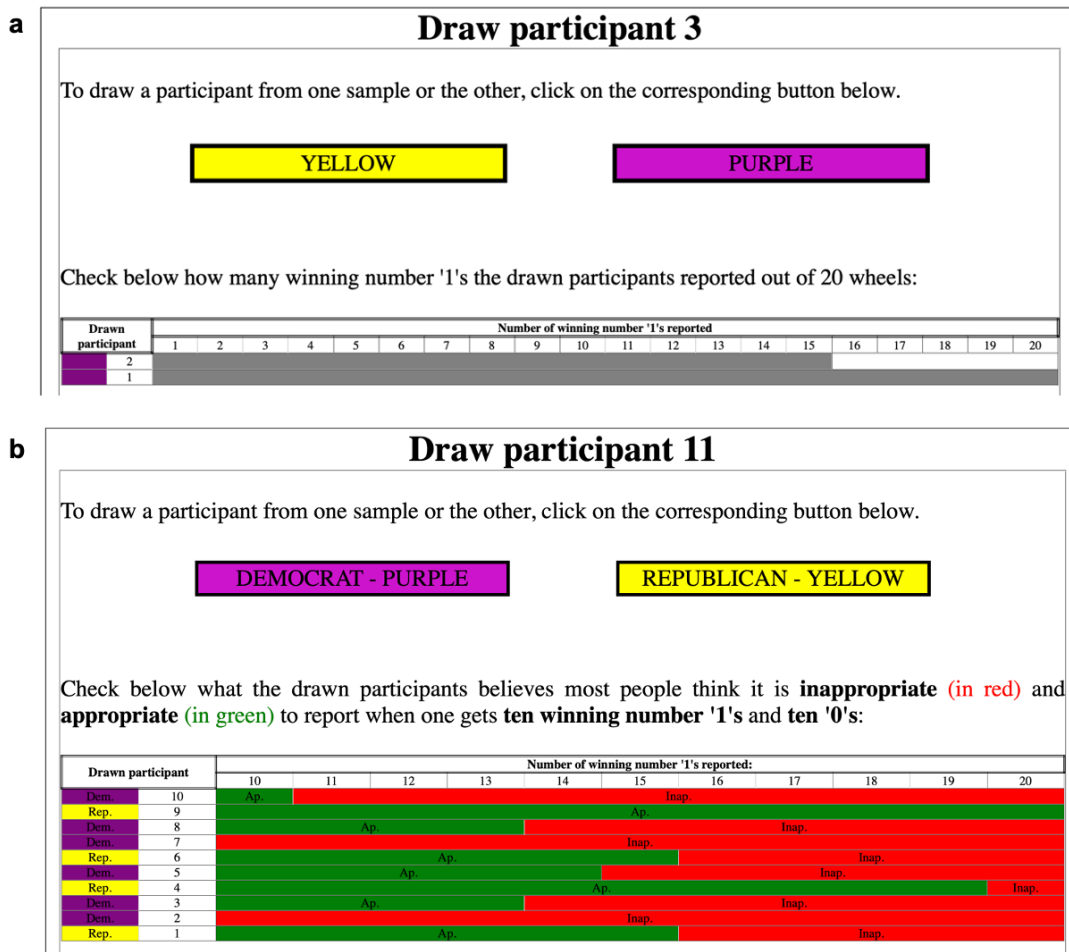 a
Draw participant 3
To draw a participant from one sample or the other, click on the corresponding button below.
YELLOW PURPLE
Check below how many winning number '1's the drawn participants reported out of 20 wheels:
Drawn participant
Number of winning number '1's reported
1 2 3 4 5 6 7 8 9 10 11 12 13 14 15 16 17 18 19 20
2
1
b
Draw participant 11
To draw a participant from one sample or the other, click on the corresponding button below.
DEMOCRAT - PURPLE REPUBLICAN - YELLOW
Check below what the drawn participants believes most people think it is inappropriate (in red) and
appropriate (in green) to report when one gets ten winning number '1's and ten '0's:
Drawn participant
Number of winning number '1's reported:
10 11 12 13 14 15 16 17 18 19 20
Dem. 10 Ap. Inap.
Rep. 9 Ap.
Dem. 8 Ap. Inap.
Dem. 7 Inap.
Rep. 6 Ap. Inap.
Dem. 5 Ap. Inap.
Rep. 4 Ap. Inap.
Dem. 3 Ap. Inap.
Dem. 2 Inap.
Rep. 1 Ap. Inap.